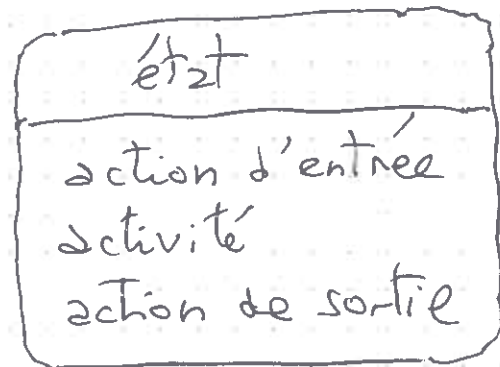 état
action d'entrée
activité
action de sortie